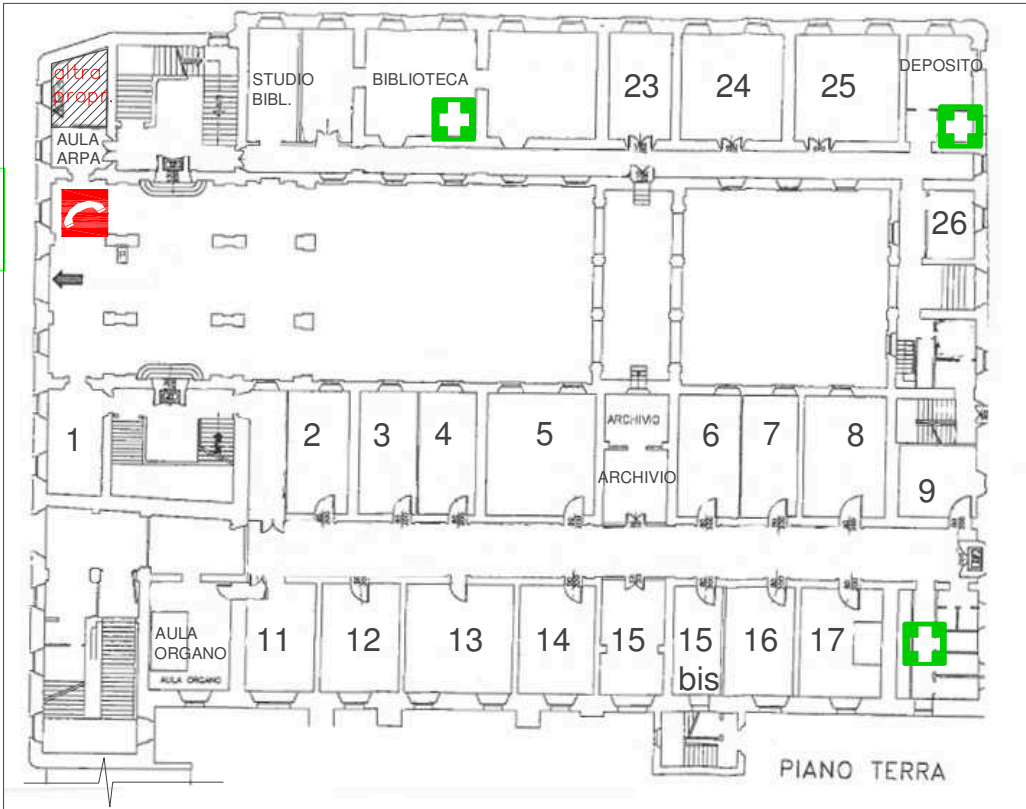 altra
propr.
STUDIO
BIBL.
BIBLIOTECA
23
24
25
DEPOSITO
AULA
ARPA
26
1
2
3
4
5
ARCHIVIO
ARCHIVIO
6
7
8
9
AULA
ORGANO
AULA ORGANO
11
12
13
14
15
15
bis
16
17
PIANO TERRA